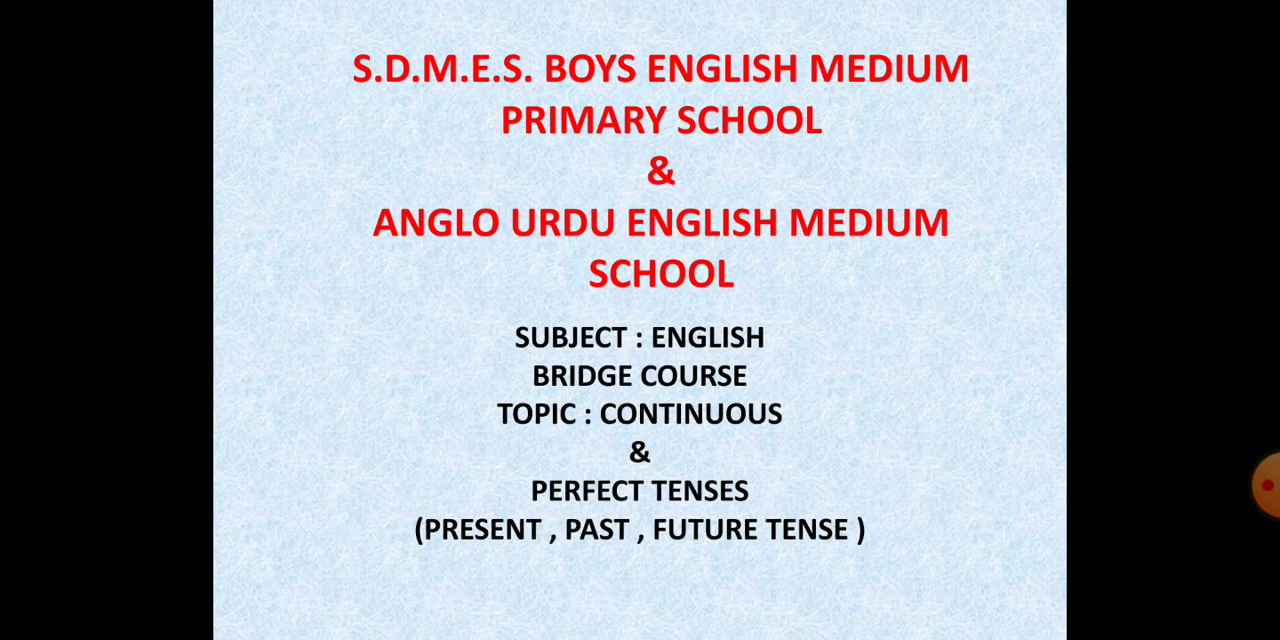 S.D.M.E.S. BOYS ENGLISH MEDIUM
PRIMARY SCHOOL
&
ANGLO URDU ENGLISH MEDIUM
SCHOOL
SUBJECT : ENGLISH
BRIDGE COURSE
TOPIC : CONTINUOUS
&
PERFECT TENSES
(PRESENT , PAST , FUTURE TENSE )